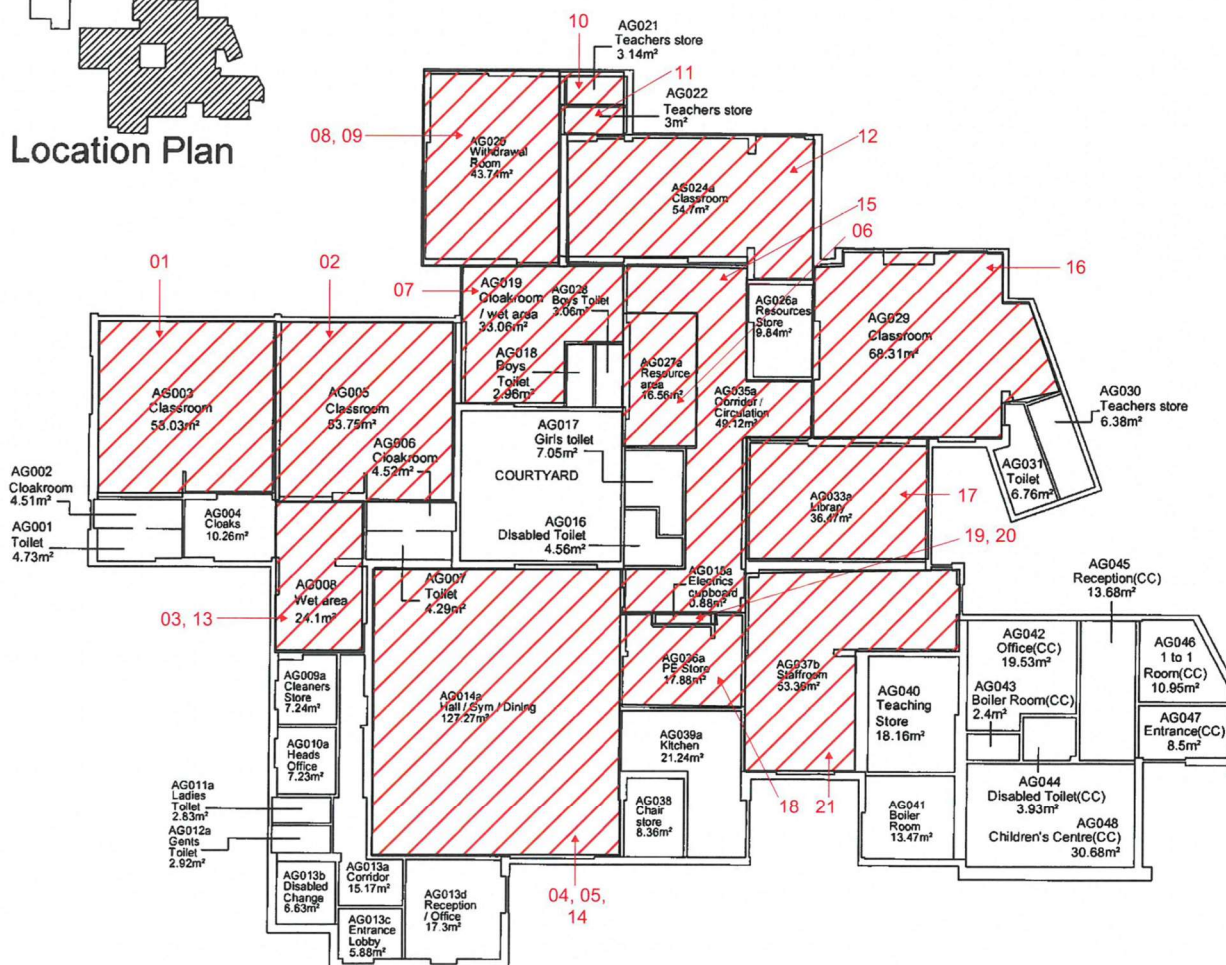 Location Plan
10
AG021
Teachers store
3 14m²
11
AG022
Teachers store
3m²
08, 09
AG020
Withdrawal
Room
43.74m²
12
AG024a
Classroom
54.7m²
15
06
01
02
07
AG019
Cloakroom
/ wet area
33.06m²
AG028
Boys Toilet
3.06m²
AG018
Boys
Toilet
2.96m²
AG026a
Resources
Store
9.84m²
16
AG029
Classroom
68.31m²
AG027a
Resource
area
16.56m²
AG035a
Corridor /
Circulation
49.12m²
AG030
Teachers store
6.38m²
AG003
Classroom
53.03m²
AG005
Classroom
53.75m²
AG006
Cloakroom
4.52m²
AG017
Girls toilet
7.05m²
COURTYARD
AG031
Toilet
6.76m²
AG002
Cloakroom
4.51m²
AG001
Toilet
4.73m²
AG004
Cloaks
10.26m²
AG016
Disabled Toilet
4.56m²
AG033a
Library
36.47m²
17
19, 20
AG008
Wet area
24.1m²
AG007
Toilet
4.29m²
AG015a
Electrics
cupboard
0.88m²
AG045
Reception(CC)
13.68m²
03, 13
AG042
Office(CC)
19.53m²
AG043
Boiler Room(CC)
2.4m²
AG046
1 to 1
Room(CC)
10.95m²
AG009a
Cleaners
Store
7.24m²
AG014a
Hall / Gym / Dining
127.27m²
AG036a
PE Store
17.88m²
AG037b
Staffroom
53.36m²
AG040
Teaching
Store
18.16m²
AG047
Entrance(CC)
8.5m²
AG010a
Heads
Office
7.23m²
AG039a
Kitchen
21.24m²
AG011a
Ladies
Toilet
2.83m²
AG012a
Gents
Toilet
2.92m²
AG038
Chair
store
8.36m²
18
21
AG041
Boiler
Room
13.47m²
AG044
Disabled Toilet(CC)
3.93m²
AG048
Children's Centre(CC)
30.68m²
AG013b
Disabled
Change
6.63m²
AG013a
Corridor
15.17m²
AG013d
Reception
/ Office
17.3m²
04, 05,
14
AG013c
Entrance
Lobby
5.88m²